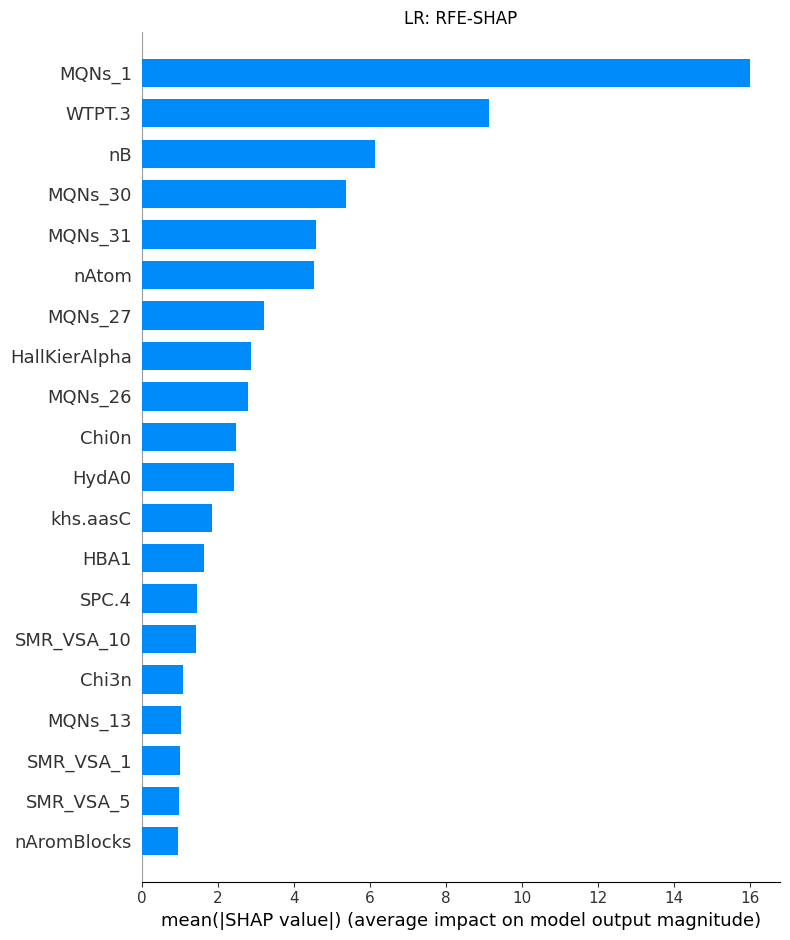 LR: RFE-SHAP
MQNs_1
WTPT.3
nB
MQNs_30
MQNs_31
nAtom
MQNs_27
HallKierAlpha
MQNs_26
Chi0n
HydA0
khs.aasC
HBA1
SPC.4
SMR_VSA_10
Chi3n
MQNs_13
SMR_VSA_1
SMR_VSA_5
nAromBlocks
0 2 4 6 8 10 12 14 16
mean(|SHAP value|) (average impact on model output magnitude)